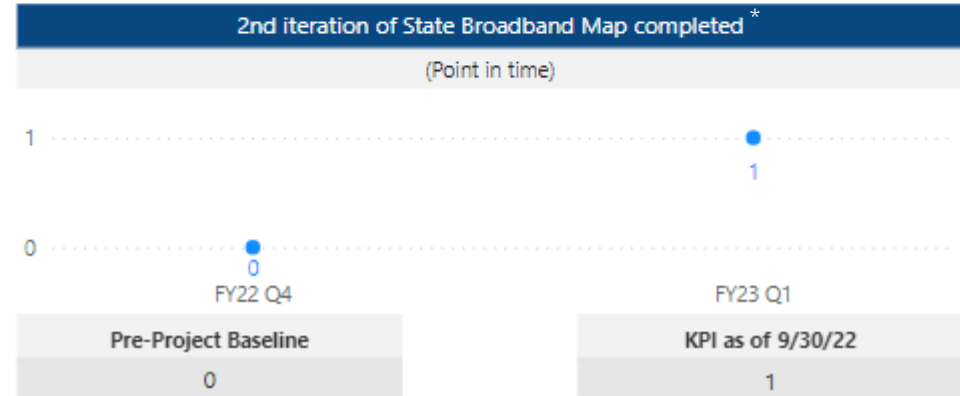 2nd iteration of State Broadband Map completed *
(Point in time)
1
1
0
0
FY22 Q4 FY23 Q1
Pre-Project Baseline KPI as of 9/30/22
0 1